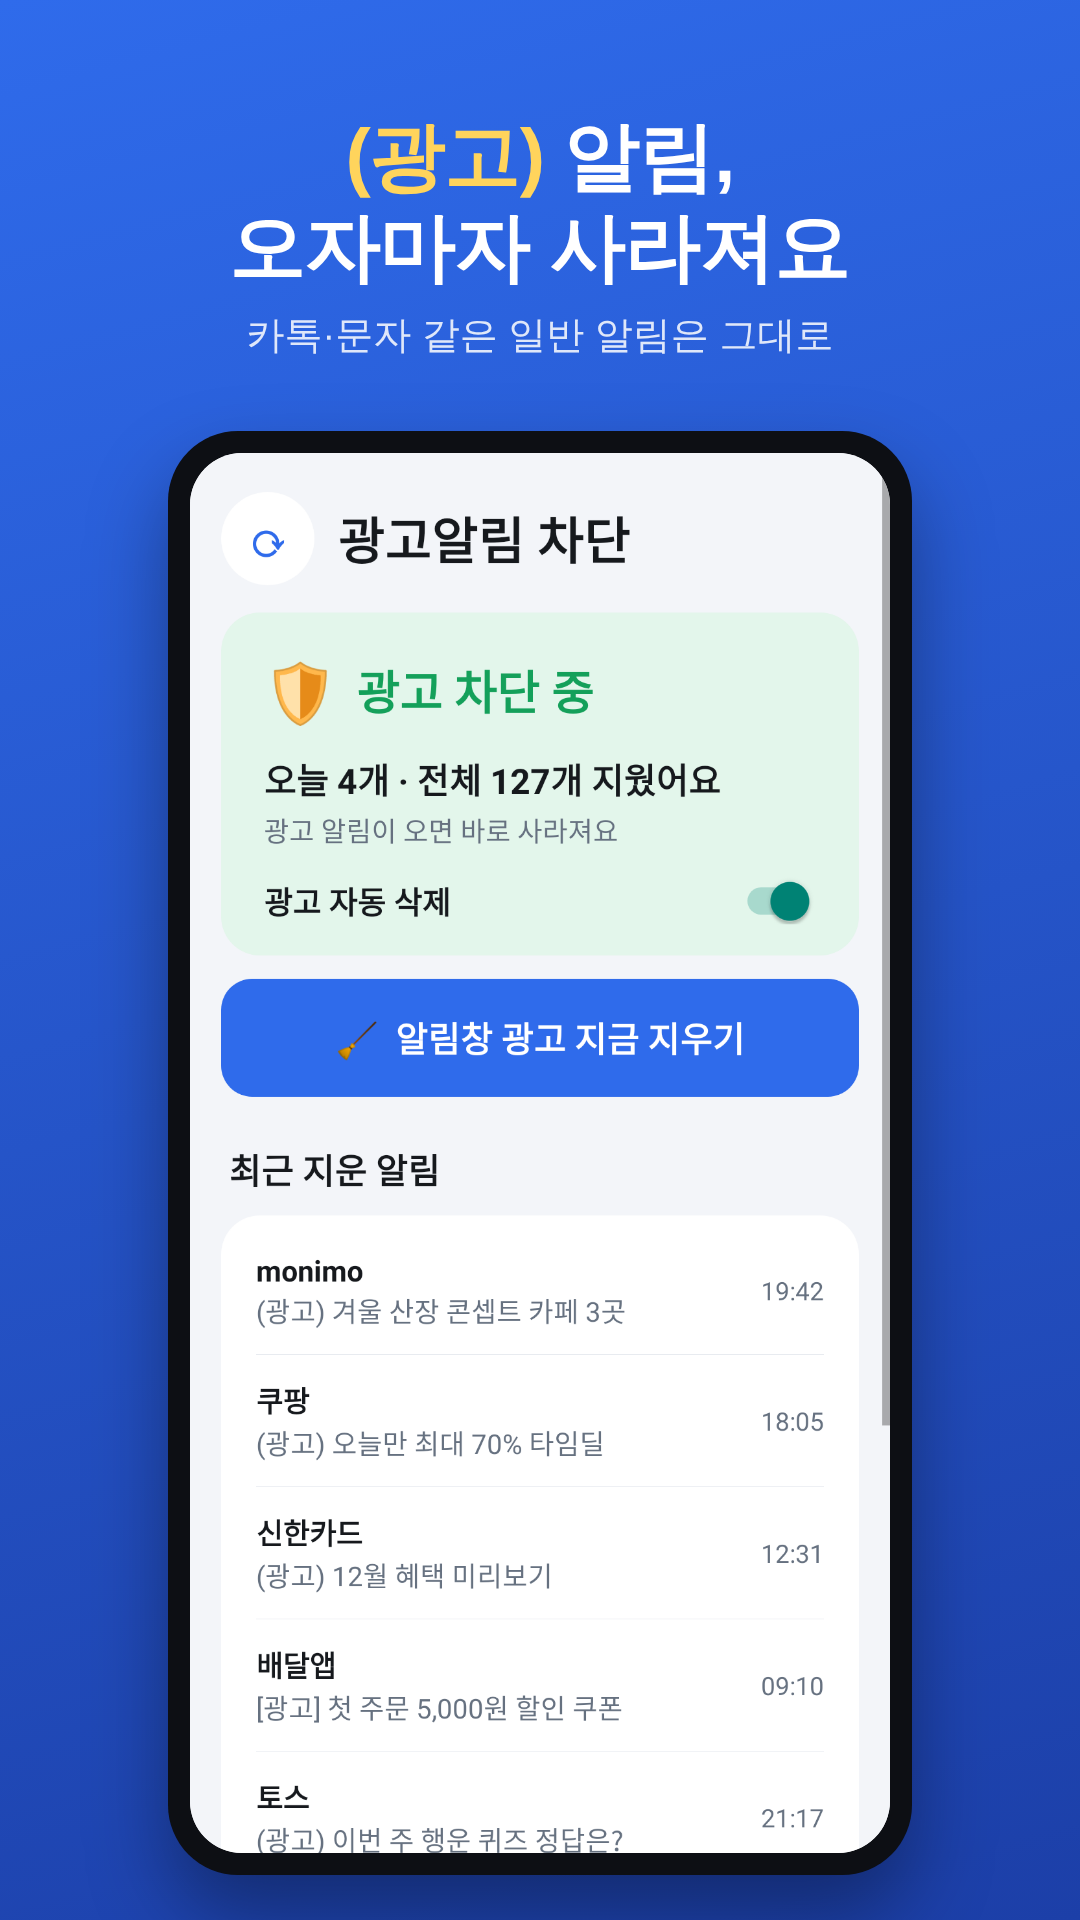 (광고) 알림,
오자마자 사라져요
카톡·문자 같은 일반 알림은 그대로
광고알림 차단
광고 차단 중
오늘 4개 · 전체 127개 지웠어요
광고 알림이 오면 바로 사라져요
광고 자동 삭제
알림창 광고 지금 지우기
최근 지운 알림
monimo
(광고) 겨울 산장 콘셉트 카페 3곳
19:42
쿠팡
(광고) 오늘만 최대 70% 타임딜
18:05
신한카드
(광고) 12월 혜택 미리보기
12:31
배달앱
[광고] 첫 주문 5,000원 할인 쿠폰
09:10
토스
(광고) 이번 주 행운 퀴즈 정답은?
21:17